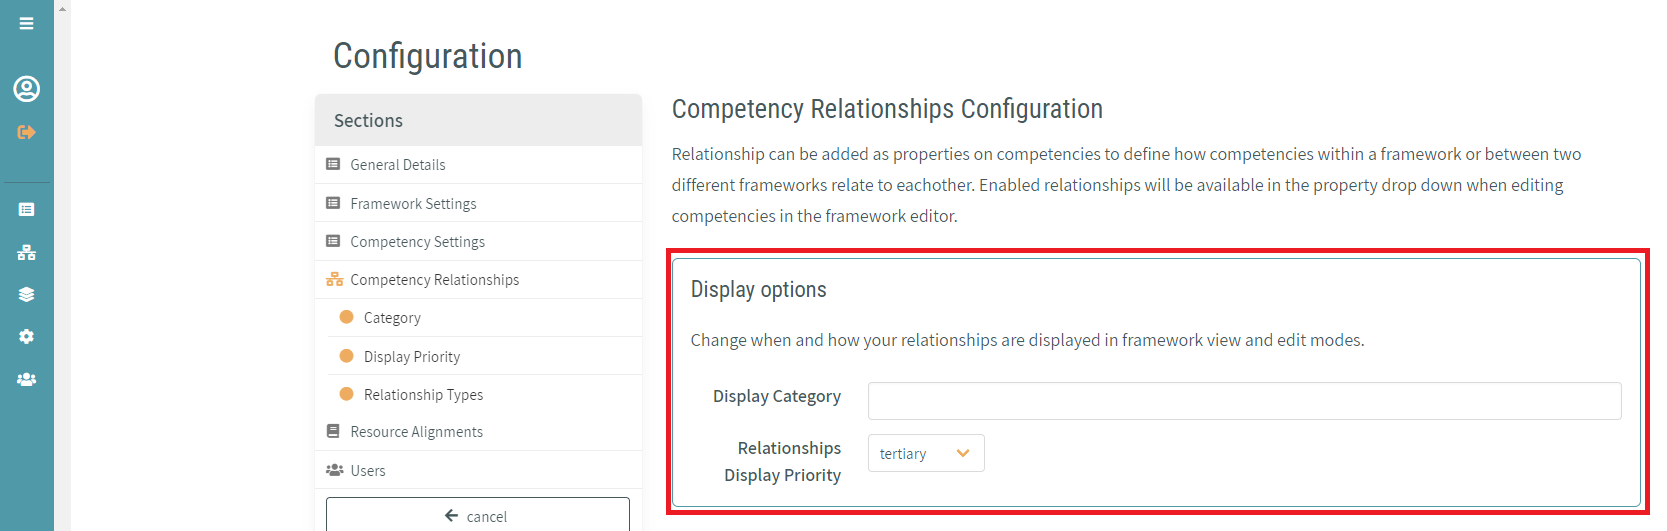 Configuration
Sections
General Details
Framework Settings
Competency Settings
Competency Relationships
Category
Display Priority
Relationship Types
Resource Alignments
Users
cancel
Competency Relationships Configuration
Relationship can be added as properties on competencies to define how competencies within a framework or between two
different frameworks relate to eachother. Enabled relationships will be available in the property drop down when editing
competencies in the framework editor.
Display options
Change when and how your relationships are displayed in framework view and edit modes.
Display Category
Relationships
Display Priority
tertiary